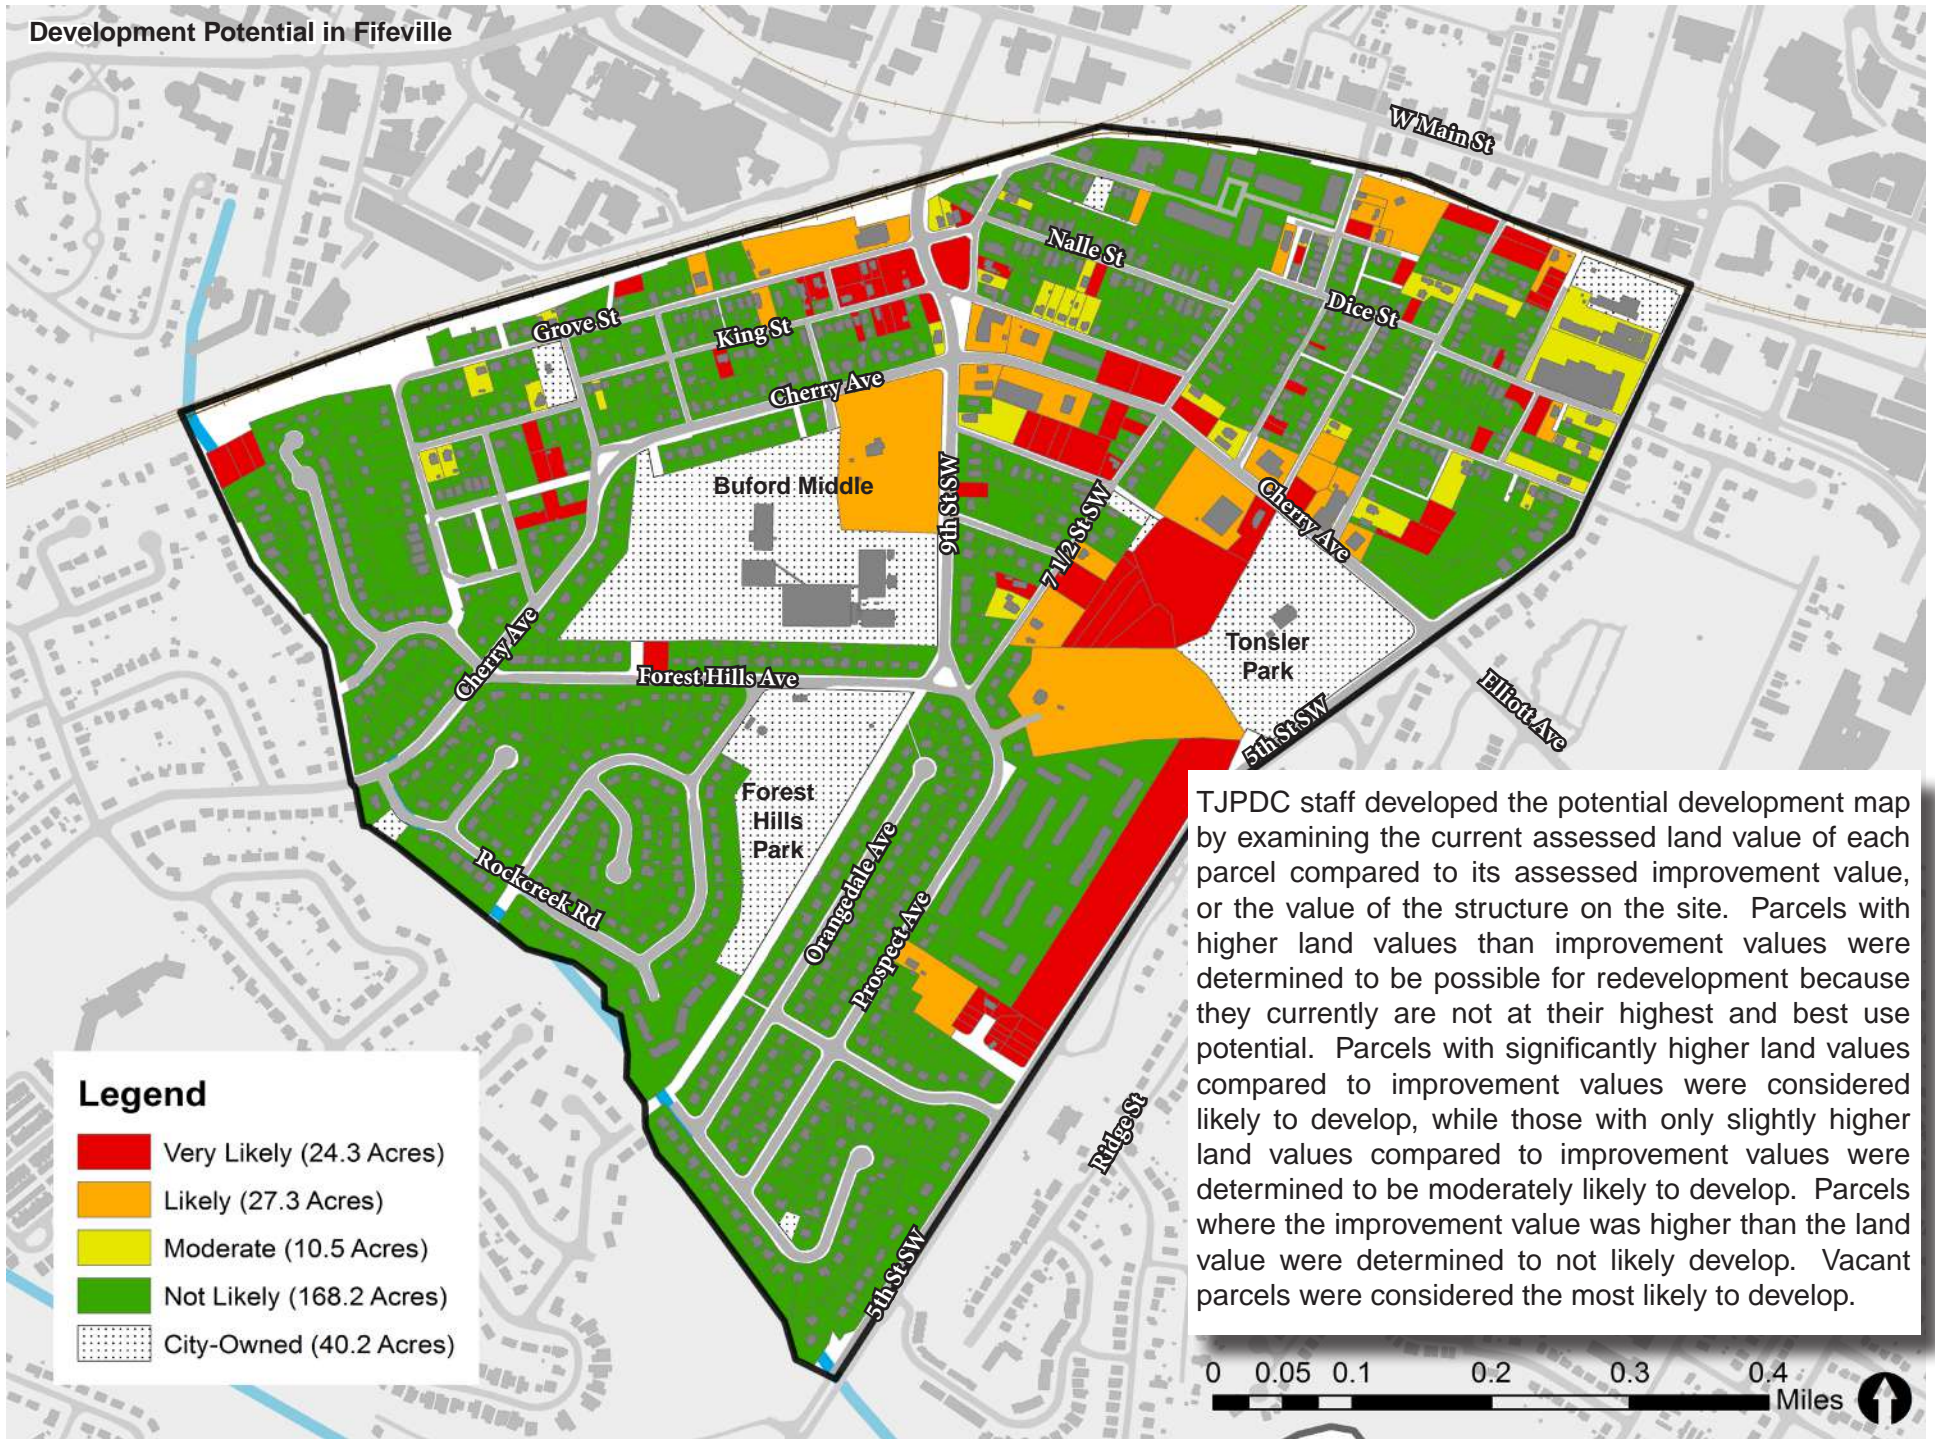 Development Potential in Fifeville
W Main St
Nalle St
Dice St
Grove St
King St
Cherry Ave
Buford Middle
9th St SW
7 1/2 St SW
Cherry Ave
Cherry Ave
Forest Hills Ave
Tonsler
Park
Elliott Ave
5th St SW
Forest
Hills
Park
Rockcreek Rd
Orangedale Ave
Prospect Ave
Ridge St
5th St SW
TJPDC staff developed the potential development map
by examining the current assessed land value of each
parcel compared to its assessed improvement value,
or the value of the structure on the site. Parcels with
higher land values than improvement values were
determined to be possible for redevelopment because
they currently are not at their highest and best use
potential. Parcels with significantly higher land values
compared to improvement values were considered
likely to develop, while those with only slightly higher
land values compared to improvement values were
determined to be moderately likely to develop. Parcels
where the improvement value was higher than the land
value were determined to not likely develop. Vacant
parcels were considered the most likely to develop.
Legend
Very Likely (24.3 Acres)
Likely (27.3 Acres)
Moderate (10.5 Acres)
Not Likely (168.2 Acres)
City-Owned (40.2 Acres)
0 0.05 0.1 0.2 0.3 0.4
Miles